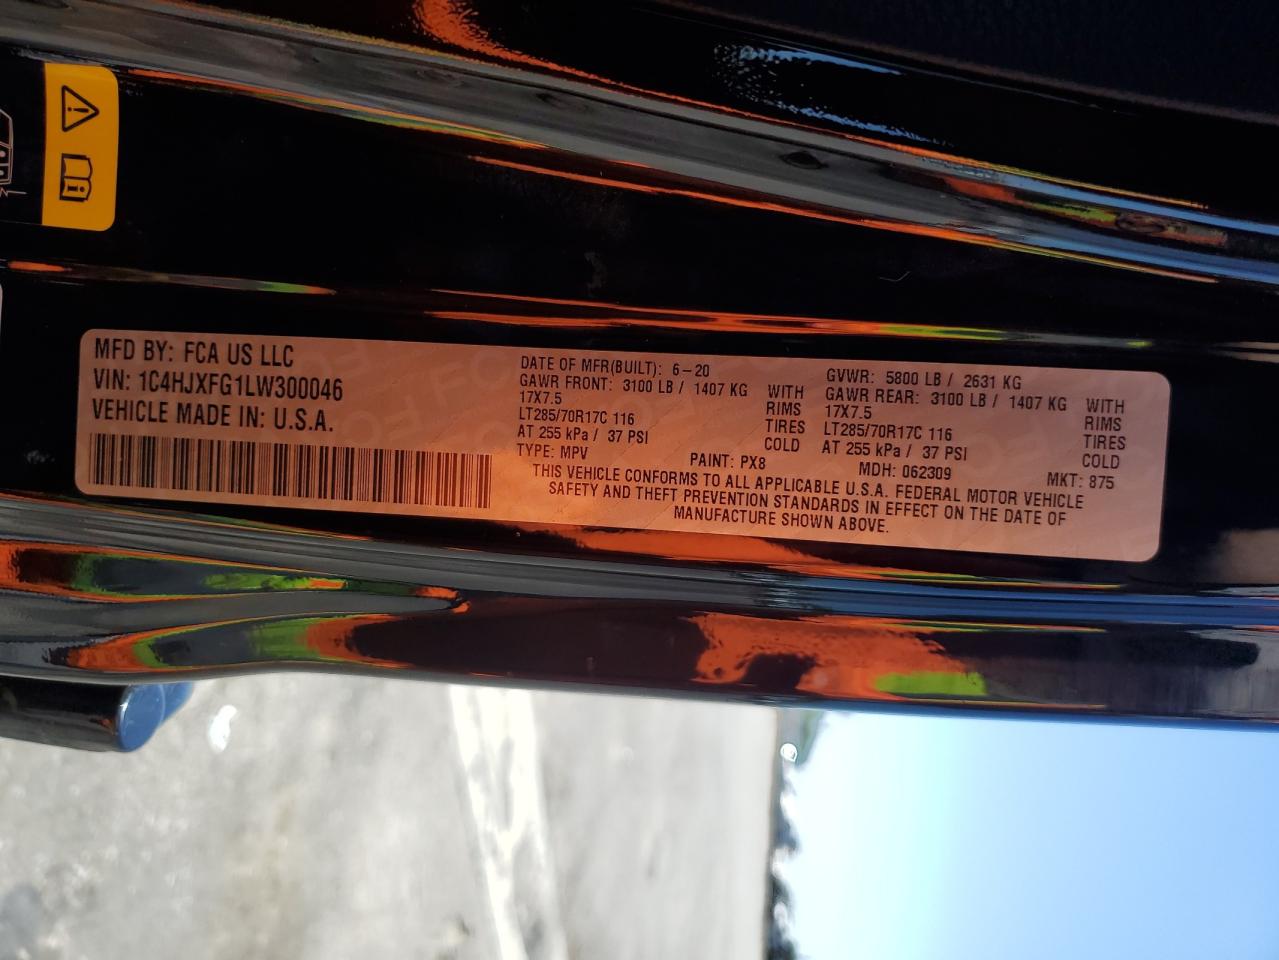 MFD BY: FCA US LLC
VIN: 1C4HJXFG1LW300046
VEHICLE MADE IN: U.S.A.
DATE OF MFR(BUILT): 6-20
GAWR FRONT: 3100 LB / 1407 KG WITH
17X7.5 RIMS
LT285/70R17C 116 TIRES
AT 255 kPa / 37 PSI COLD
GVWR: 5800 LB / 2631 KG
GAWR REAR: 3100 LB / 1407 KG WITH
17X7.5 RIMS
LT285/70R17C 116 TIRES
AT 255 kPa / 37 PSI COLD
TYPE: MPV PAINT: PX8 MDH: 062309 MKT: 875
THIS VEHICLE CONFORMS TO ALL APPLICABLE U.S.A. FEDERAL MOTOR VEHICLE
SAFETY AND THEFT PREVENTION STANDARDS IN EFFECT ON THE DATE OF
MANUFACTURE SHOWN ABOVE.